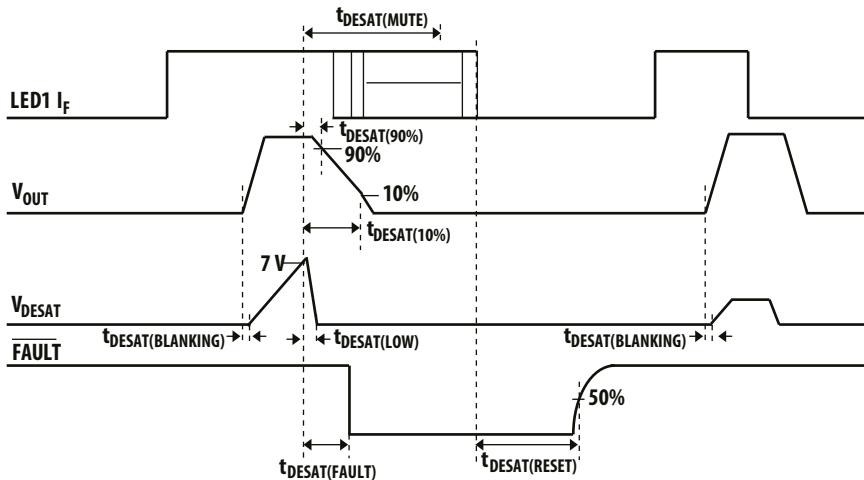 tDESAT(MUTE)
LED1 IF
tDESAT(90%)
90%
VOUT
10%
tDESAT(10%)
7 V
VDESAT
tDESAT(BLANKING)
tDESAT(LOW)
tDESAT(BLANKING)
FAULT
50%
tDESAT(FAULT)
tDESAT(RESET)